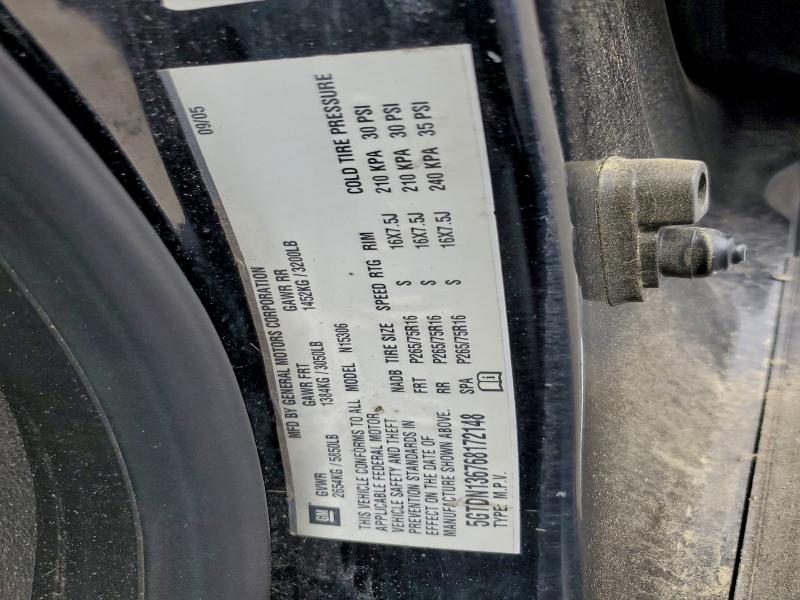 MFD BY GENERAL MOTORS CORPORATION 09/05
GM
GVWR GAWR FRT GAWR RR
2654KG/5850LB 1384KG/3050LB 1452KG/3200LB
THIS VEHICLE CONFORMS TO ALL
APPLICABLE FEDERAL MOTOR
VEHICLE SAFETY AND THEFT
PREVENTION STANDARDS IN
EFFECT ON THE DATE OF
MANUFACTURE SHOWN ABOVE.
5GTDN136768172148
TYPE: M.P.V.
MODEL N15306
NADB TIRE SIZE SPEED RTG RIM COLD TIRE PRESSURE
FRT P265/75R16 S 16X7.5J 210 KPA 30 PSI
RR P265/75R16 S 16X7.5J 210 KPA 30 PSI
SPA P265/75R16 S 16X7.5J 240 KPA 35 PSI